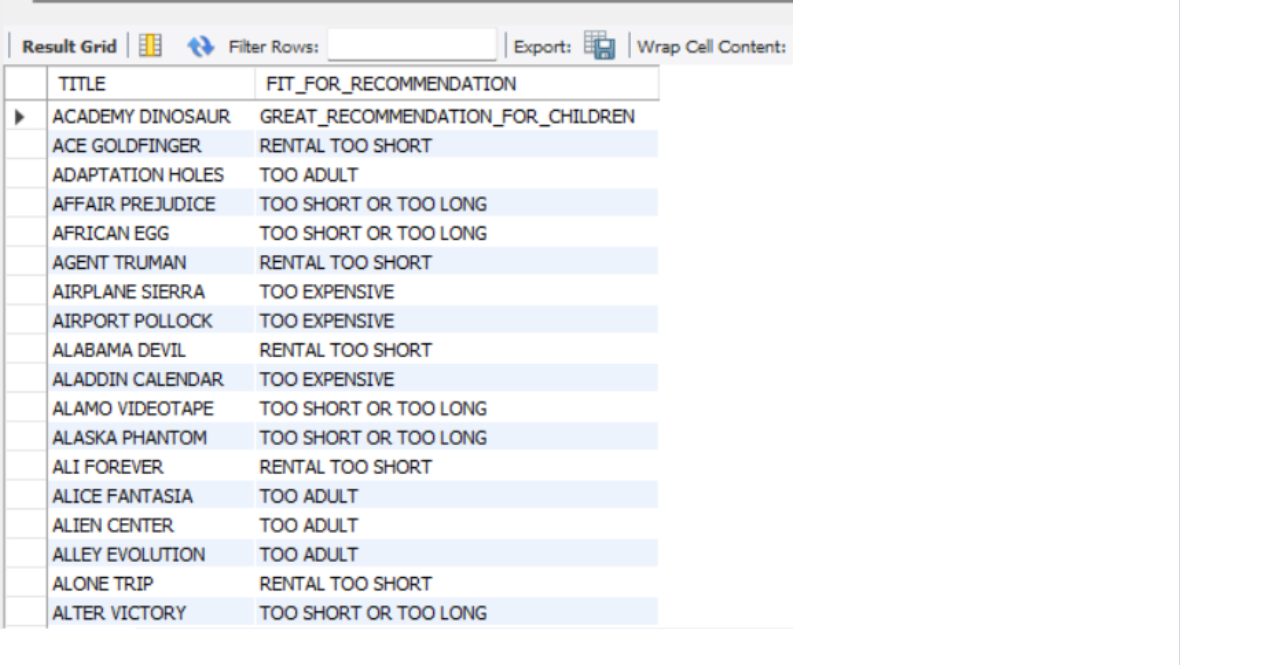 Result Grid Filter Rows: Export: Wrap Cell Content:
TITLE FIT_FOR_RECOMMENDATION
ACADEMY DINOSAUR GREAT_RECOMMENDATION_FOR_CHILDREN
ACE GOLDFINGER RENTAL TOO SHORT
ADAPTATION HOLES TOO ADULT
AFFAIR PREJUDICE TOO SHORT OR TOO LONG
AFRICAN EGG TOO SHORT OR TOO LONG
AGENT TRUMAN RENTAL TOO SHORT
AIRPLANE SIERRA TOO EXPENSIVE
AIRPORT POLLOCK TOO EXPENSIVE
ALABAMA DEVIL RENTAL TOO SHORT
ALADDIN CALENDAR TOO EXPENSIVE
ALAMO VIDEOTAPE TOO SHORT OR TOO LONG
ALASKA PHANTOM TOO SHORT OR TOO LONG
ALI FOREVER RENTAL TOO SHORT
ALICE FANTASIA TOO ADULT
ALIEN CENTER TOO ADULT
ALLEY EVOLUTION TOO ADULT
ALONE TRIP RENTAL TOO SHORT
ALTER VICTORY TOO SHORT OR TOO LONG